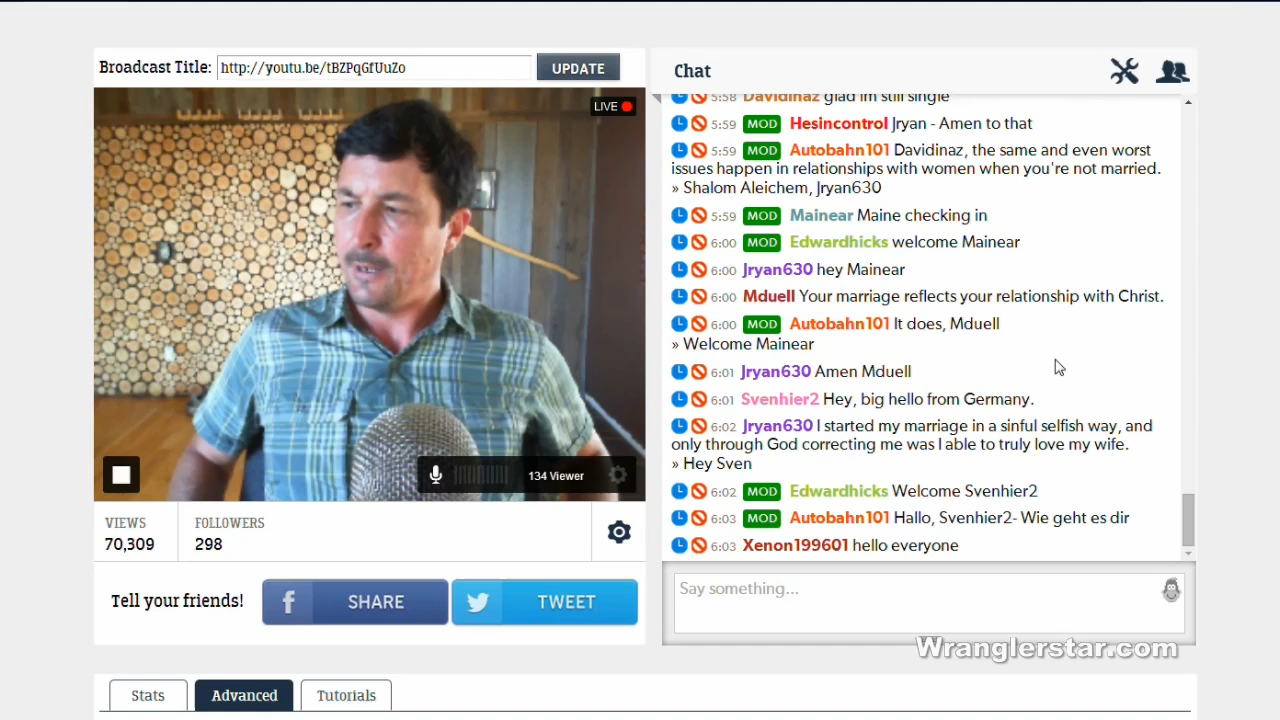 Broadcast Title: http://youtu.be/tBZPqGfUuZo UPDATE
LIVE
134 Viewer
VIEWS
70,309
FOLLOWERS
298
Tell your friends! SHARE TWEET
Chat
5:58 Davidinaz glad im still single
5:59 MOD Hesincontrol Jryan - Amen to that
5:59 MOD Autobahn101 Davidinaz, the same and even worst
issues happen in relationships with women when you're not married.
» Shalom Aleichem, Jryan630
5:59 MOD Mainear Maine checking in
6:00 MOD Edwardhicks welcome Mainear
6:00 Jryan630 hey Mainear
6:00 Mduell Your marriage reflects your relationship with Christ.
6:00 MOD Autobahn101 It does, Mduell
» Welcome Mainear
6:01 Jryan630 Amen Mduell
6:01 Svenhier2 Hey, big hello from Germany.
6:02 Jryan630 I started my marriage in a sinful selfish way, and
only through God correcting me was I able to truly love my wife.
» Hey Sven
6:02 MOD Edwardhicks Welcome Svenhier2
6:03 MOD Autobahn101 Hallo, Svenhier2- Wie geht es dir
6:03 Xenon199601 hello everyone
Say something...
Wranglerstar.com
Stats Advanced Tutorials